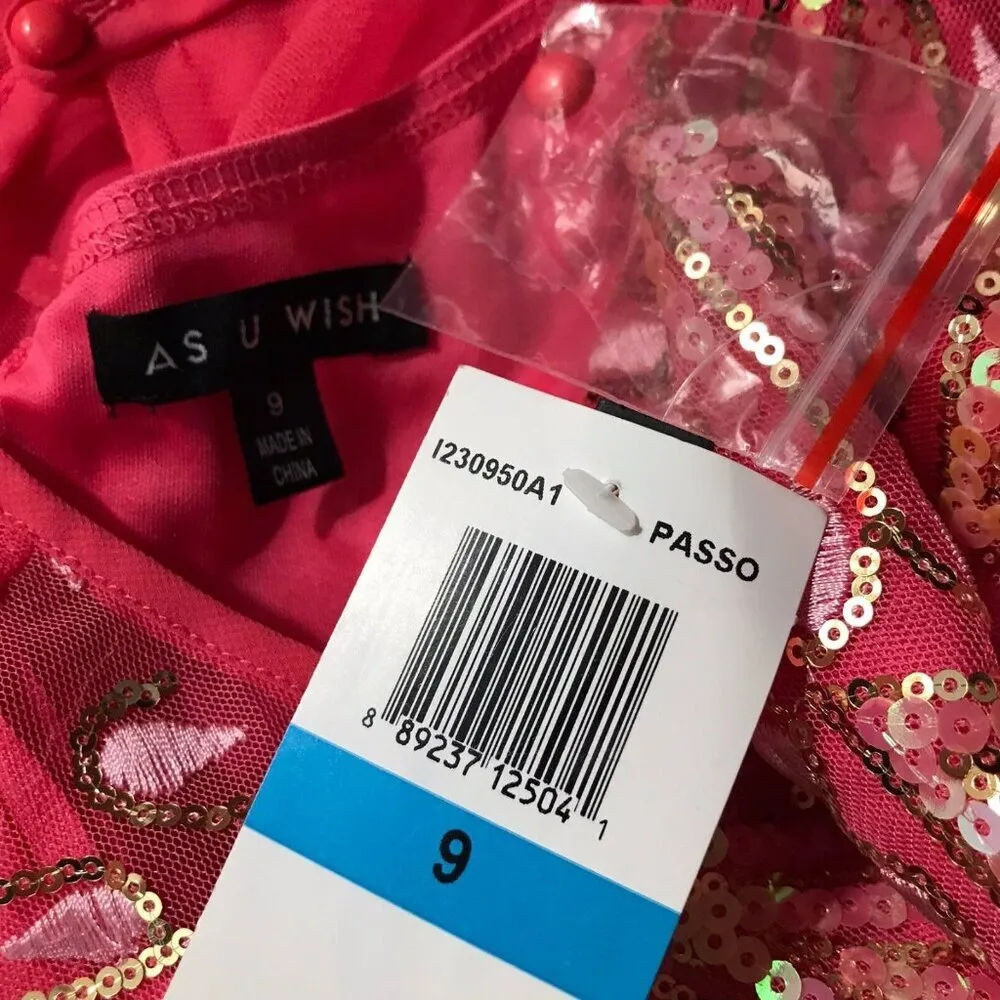 AS U WISH
9
MADE IN
CHINA
I230950A1
PASSO
8 89237 12504 1
9